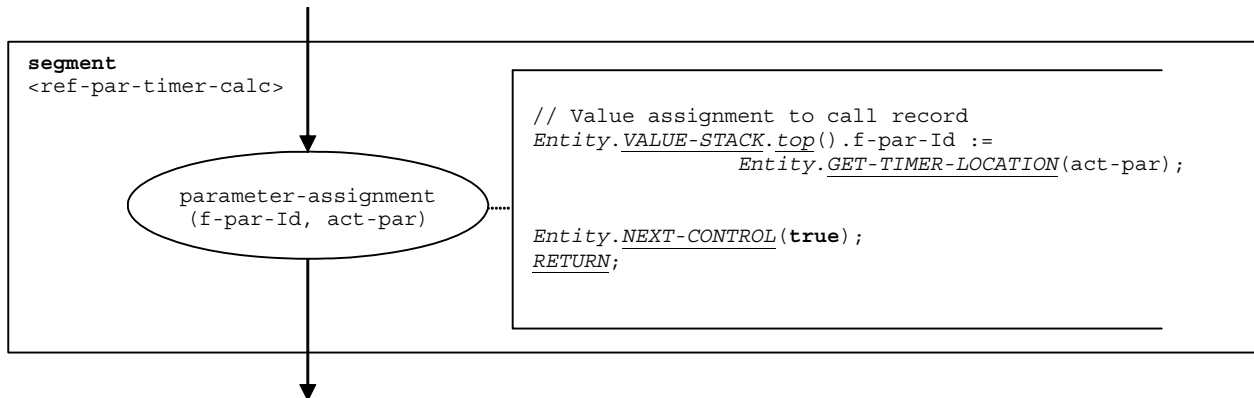 segment
<ref-par-timer-calc>
parameter-assignment
(f-par-Id, act-par)
// Value assignment to call record
Entity.VALUE-STACK.top().f-par-Id :=
Entity.GET-TIMER-LOCATION(act-par);
Entity.NEXT-CONTROL(true);
RETURN;